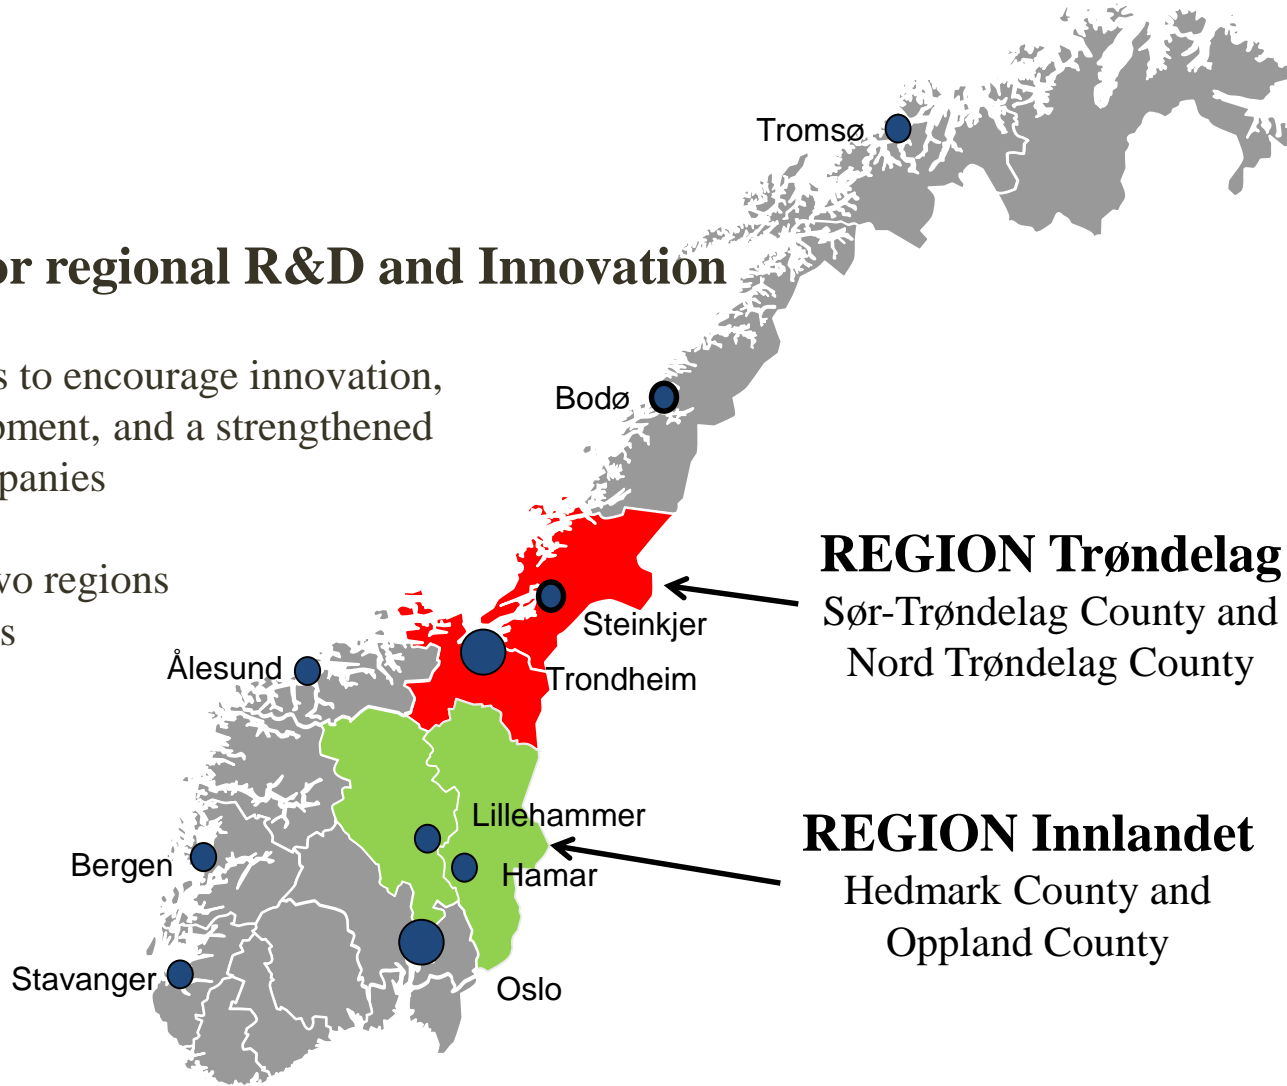 Tromsø
or regional R&D and Innovation
s to encourage innovation,
pment, and a strengthened
panies
Bodø
REGION Trøndelag
Sør-Trøndelag County and
Nord Trøndelag County
vo regions
s
Steinkjer
Ålesund
Trondheim
Lillehammer
REGION Innlandet
Hedmark County and
Oppland County
Bergen
Hamar
Stavanger
Oslo